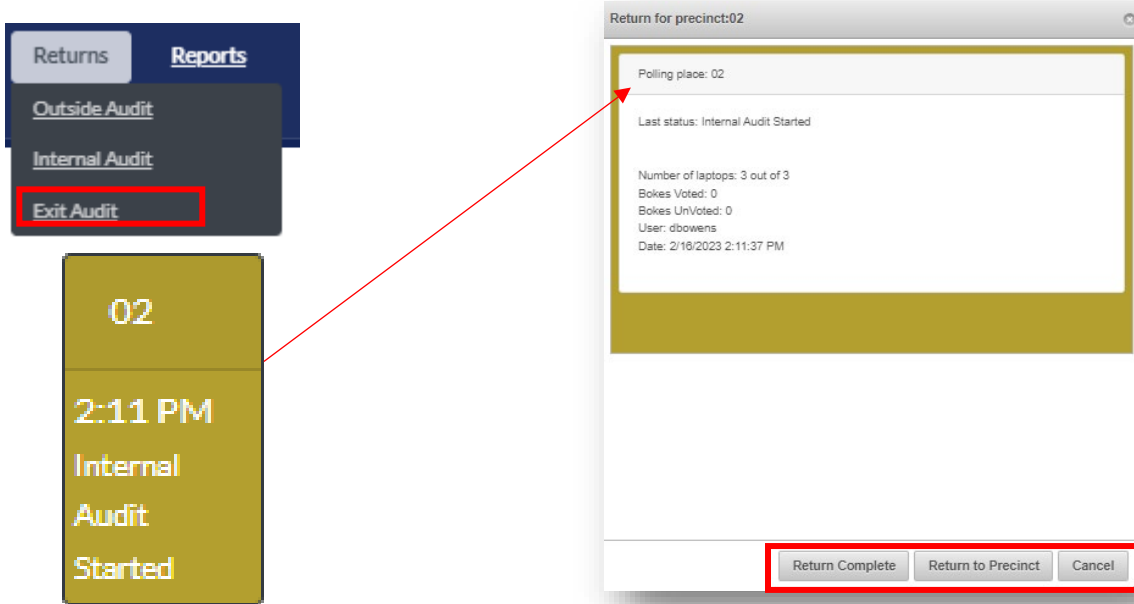 Returns Reports
Outside Audit
Internal Audit
Exit Audit
02
2:11 PM
Internal
Audit
Started
Return for precinct:02
Polling place: 02
Last status: Internal Audit Started
Number of laptops: 3 out of 3
Bokes Voted: 0
Bokes UnVoted: 0
User: dbowens
Date: 2/16/2023 2:11:37 PM
Return Complete Return to Precinct Cancel